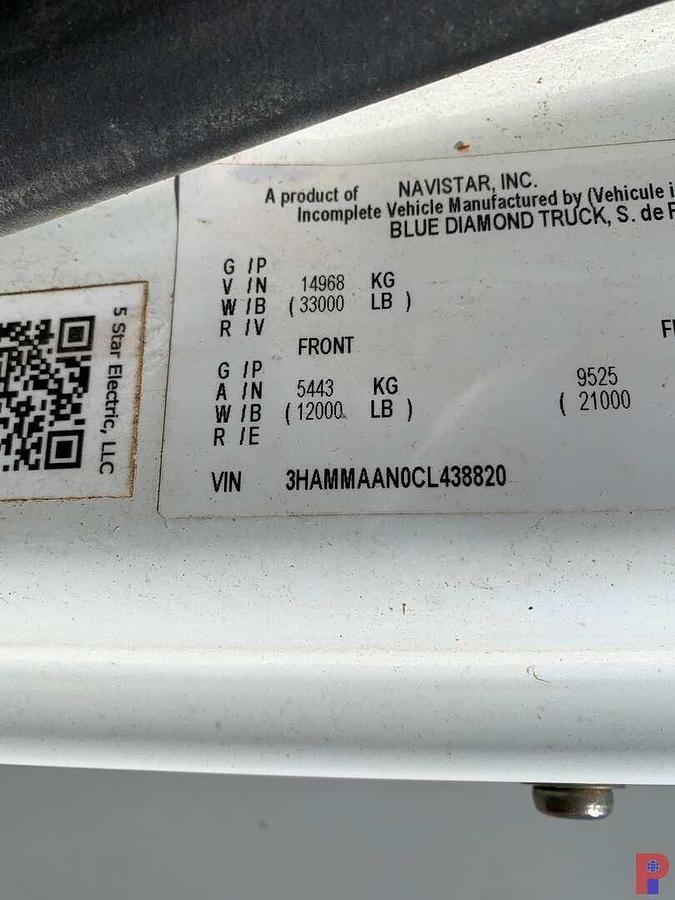 A product of NAVISTAR, INC.
Incomplete Vehicle Manufactured by (Vehicule i
BLUE DIAMOND TRUCK, S. de R
G /P
V /N 14968 KG
W /B ( 33000 LB )
R /V
FRONT
G /P
A /N 5443 KG 9525
W /B ( 12000 LB ) ( 21000
R /E
VIN 3HAMMAAN0CL438820
5 Star Electric, LLC